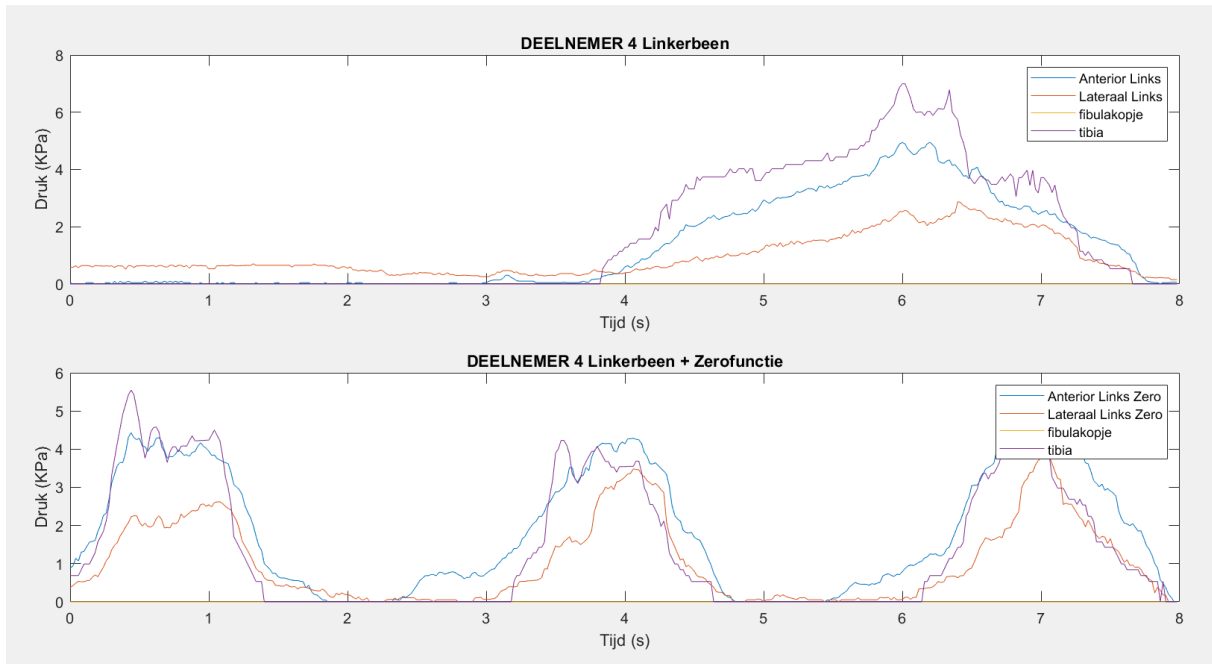 DEELNEMER 4 Linkerbeen
8
6
4
2
0
Druk (KPa)
Anterior Links
Lateraal Links
fibulakopje
tibia
0 1 2 3 4 5 6 7 8
Tijd (s)
DEELNEMER 4 Linkerbeen + Zerofunctie
6
5
4
3
2
1
0
Druk (KPa)
Anterior Links Zero
Lateraal Links Zero
fibulakopje
tibia
0 1 2 3 4 5 6 7 8
Tijd (s)